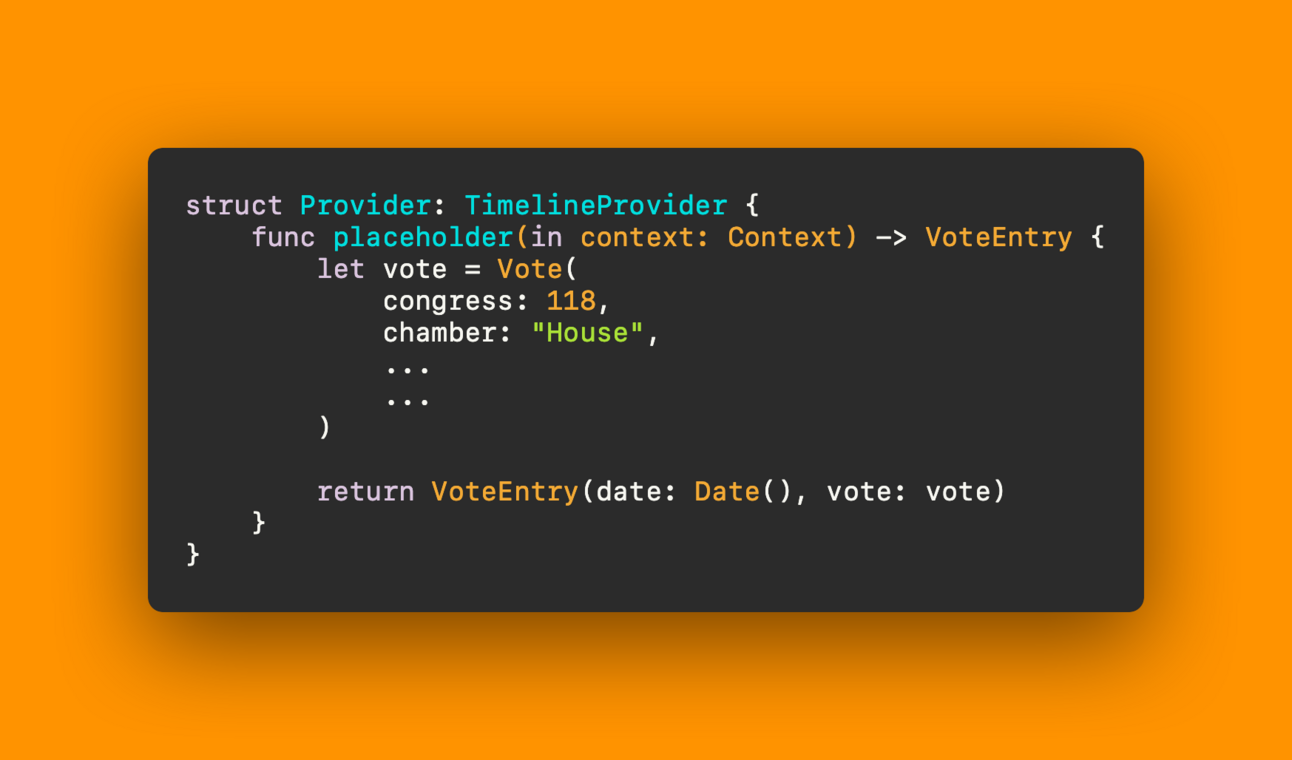 struct Provider: TimelineProvider {
    func placeholder(in context: Context) -> VoteEntry {
        let vote = Vote(
            congress: 118,
            chamber: "House",
            ...
            ...
        )

        return VoteEntry(date: Date(), vote: vote)
    }
}